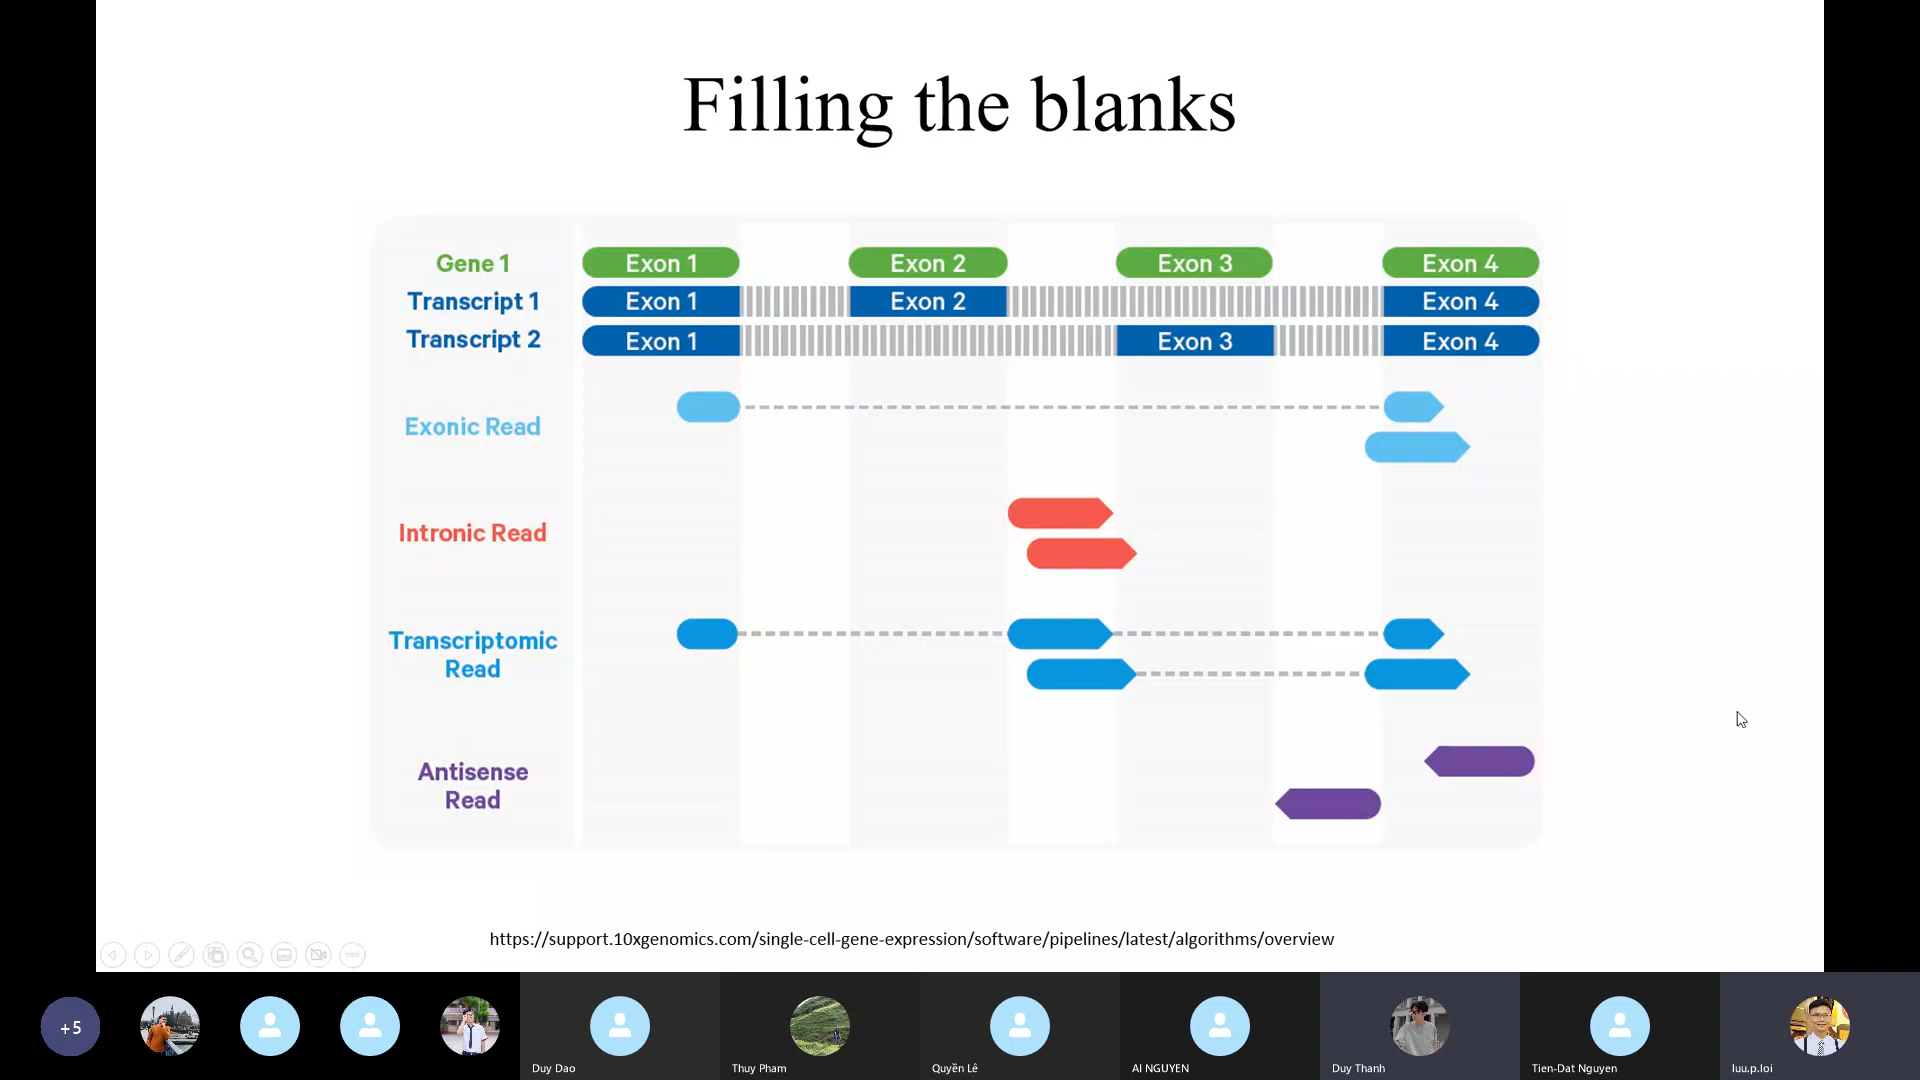 Filling the blanks
Gene 1
Exon 1
Exon 2
Exon 3
Exon 4
Transcript 1
Exon 1
Exon 2
Exon 4
Transcript 2
Exon 1
Exon 3
Exon 4
Exonic Read
Intronic Read
Transcriptomic
Read
Antisense
Read
https://support.10xgenomics.com/single-cell-gene-expression/software/pipelines/latest/algorithms/overview
+5
Duy Dao
Thuy Pham
Quyền Lê
AI NGUYEN
Duy Thanh
Tien-Dat Nguyen
luu.p.loi